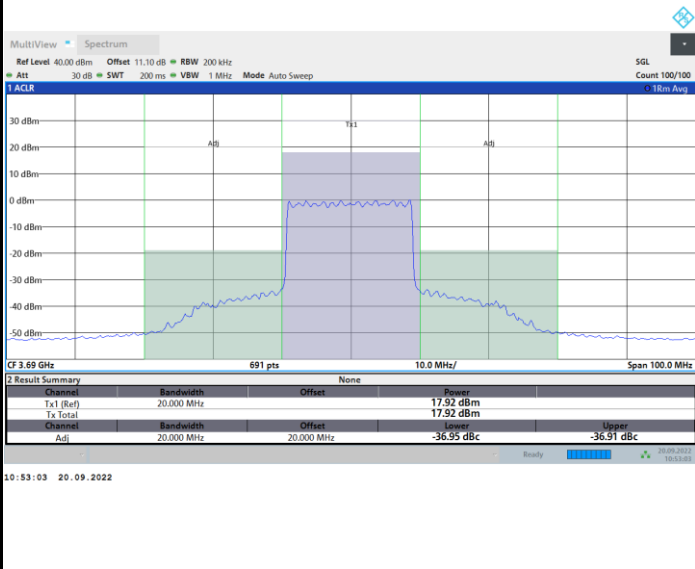 MultiView Spectrum
Ref Level 40.00 dBm Offset 11.10 dB RBW 200 kHz SGL
Att 30 dB SWT 200 ms VBW 1 MHz Mode Auto Sweep Count 100/100
1 ACLR 1Rm Avg
30 dBm
Tx1
20 dBm
Adj Adj
10 dBm
0 dBm
-10 dBm
-20 dBm
-30 dBm
-40 dBm
-50 dBm
CF 3.69 GHz 691 pts 10.0 MHz/ Span 100.0 MHz
2 Result Summary None
Channel Bandwidth Offset Power
Tx1 (Ref) 20.000 MHz 17.92 dBm
Tx Total 17.92 dBm
Channel Bandwidth Offset Lower Upper
Adj 20.000 MHz 20.000 MHz -36.95 dBc -36.91 dBc
Ready 20.09.2022
10:53:03
10:53:03 20.09.2022